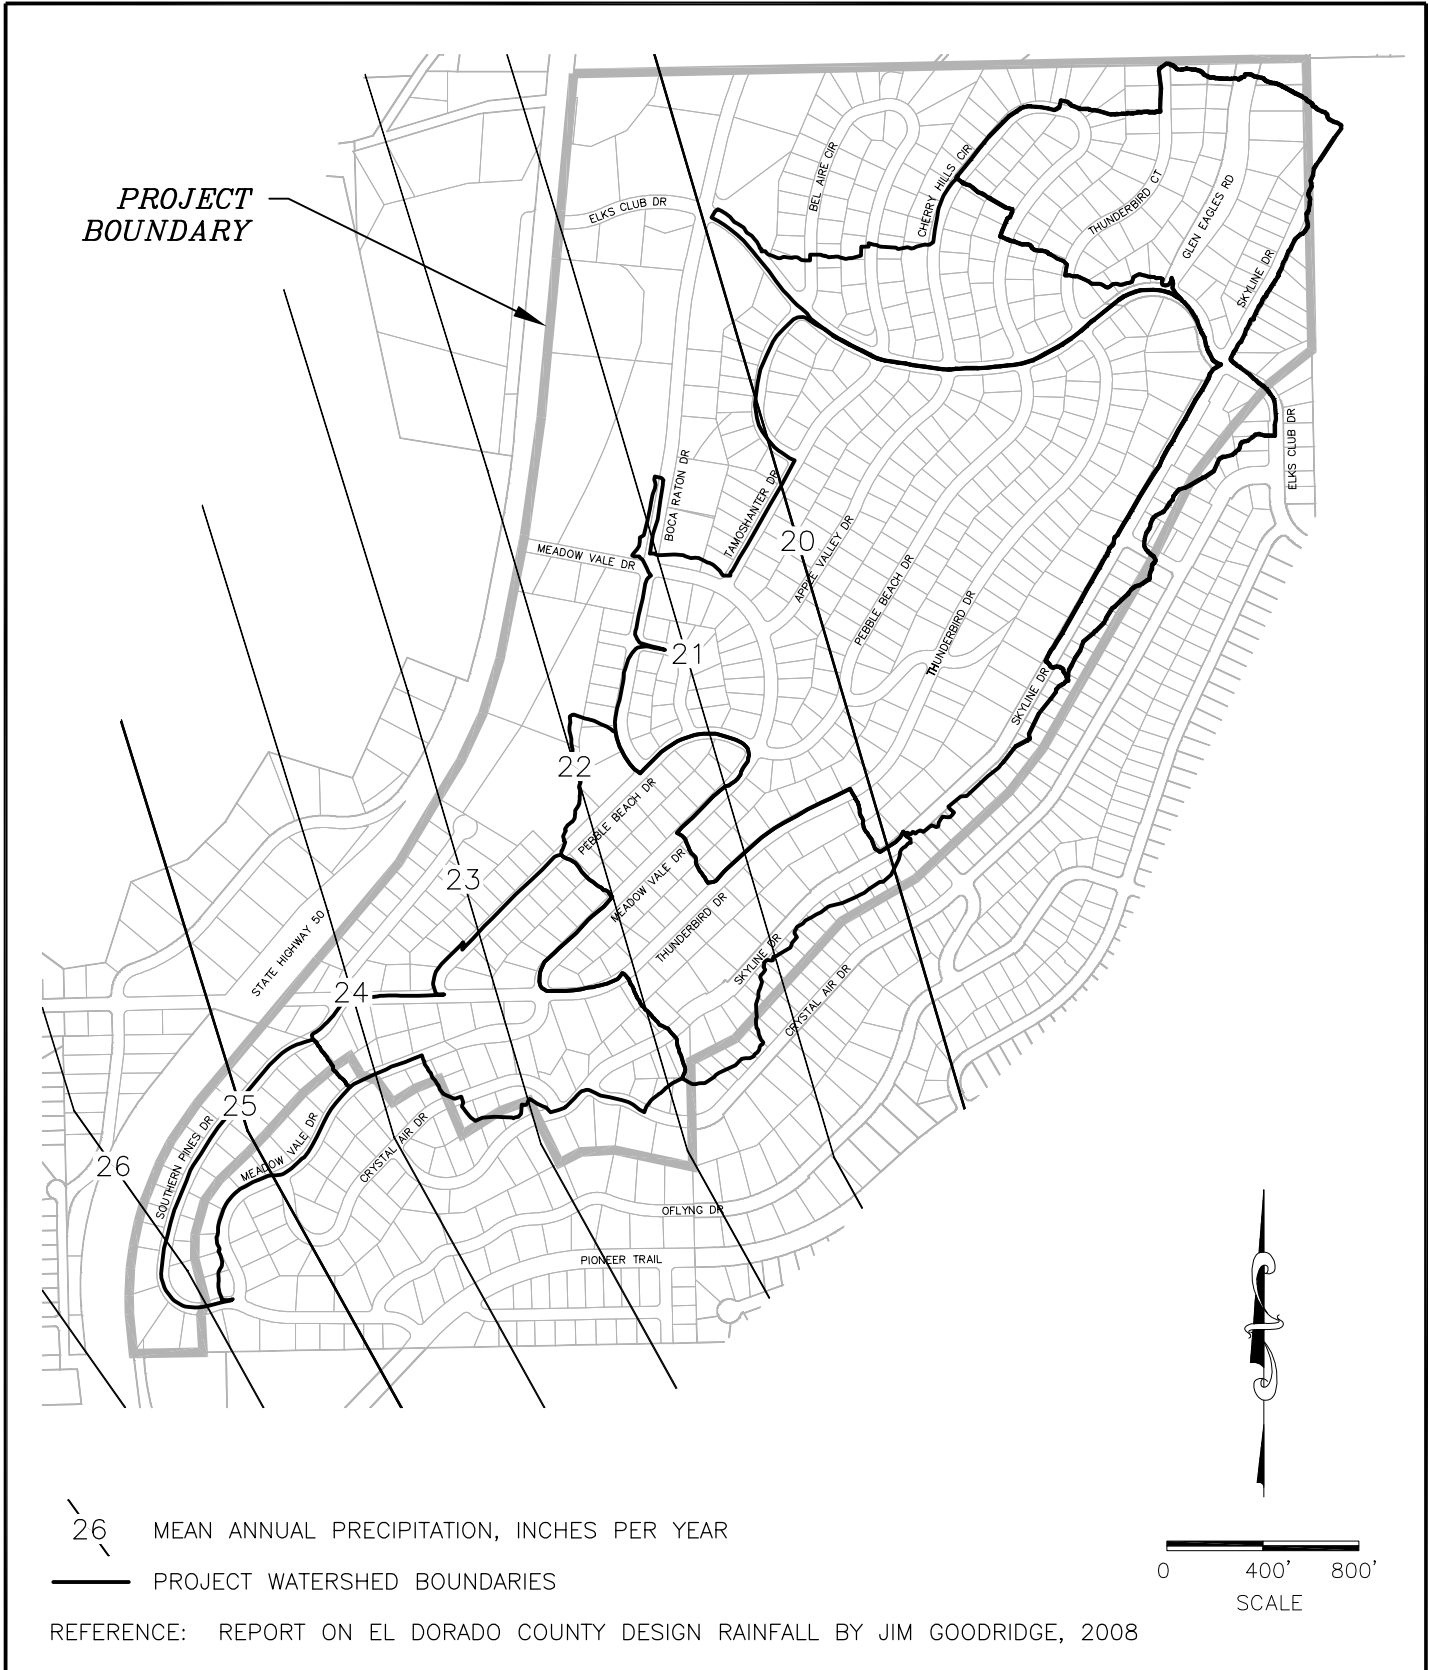 PROJECT
BOUNDARY
ELKS CLUB DR
BEL AIRE CIR
CHERRY HILLS CIR
THUNDERBIRD CT
GLEN EAGLES RD
SKYLINE DR
ELKS CLUB DR
BOCA RATON DR
TAMOSHANTER DR
MEADOW VALE DR
20
APPLE VALLEY DR
PEBBLE BEACH DR
THUNDERBIRD DR
SKYLINE DR
21
22
PEBBLE BEACH DR
23
MEADOW VALE DR
THUNDERBIRD DR
SKYLINE DR
CRYSTAL AIR DR
STATE HIGHWAY 50
24
25
SOUTHERN PINES DR
MEADOW VALE DR
CRYSTAL AIR DR
26
OFLYNG DR
PIONEER TRAIL
26 MEAN ANNUAL PRECIPITATION, INCHES PER YEAR
PROJECT WATERSHED BOUNDARIES
0 400' 800'
SCALE
REFERENCE: REPORT ON EL DORADO COUNTY DESIGN RAINFALL BY JIM GOODRIDGE, 2008